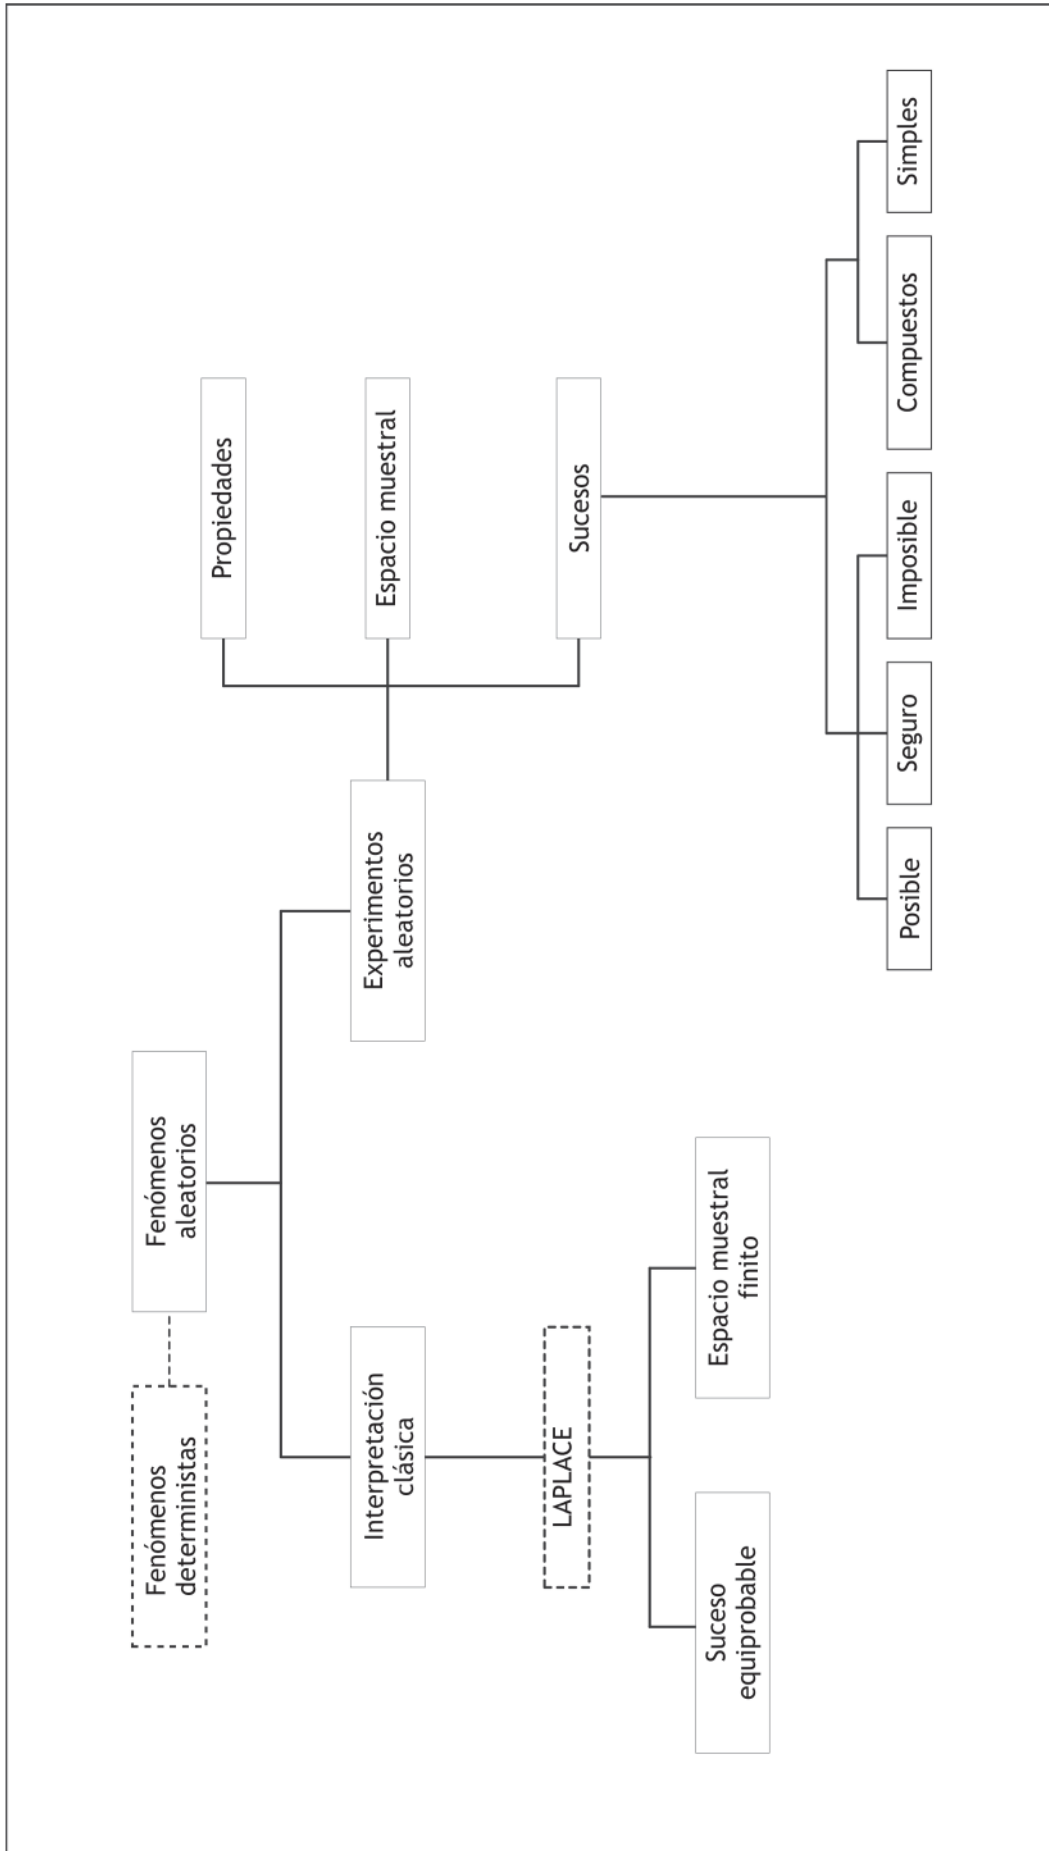 Fenómenos
deterministas
Fenómenos
aleatorios
Interpretación
clásica
Experimentos
aleatorios
Propiedades
Espacio muestral
Sucesos
LAPLACE
Suceso
equiprobable
Espacio muestral
finito
Posible
Seguro
Imposible
Compuestos
Simples